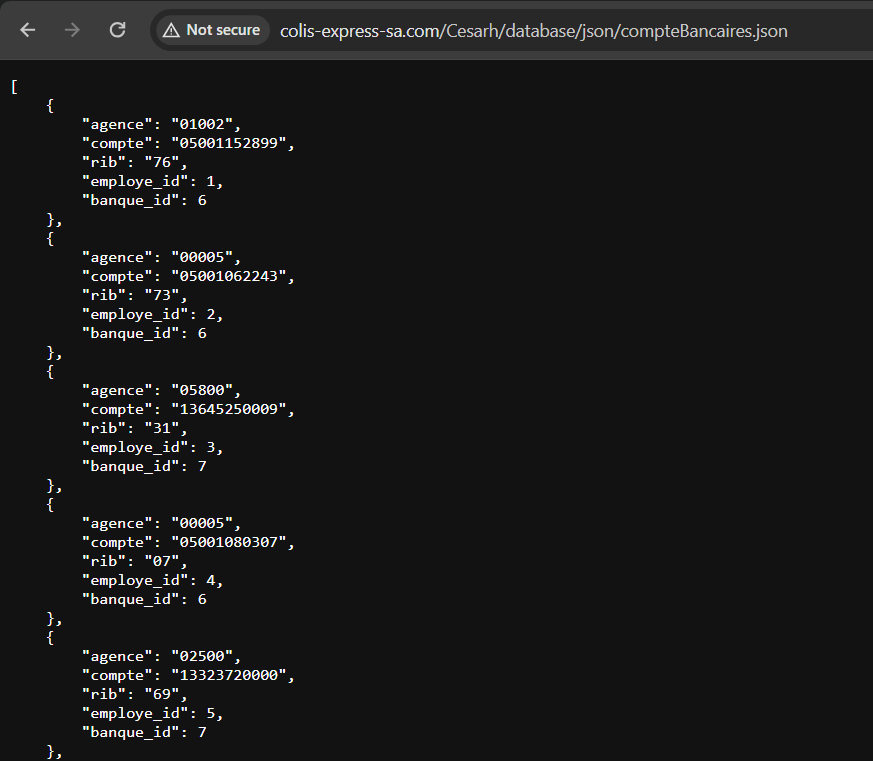 Not secure colis-express-sa.com/Cesarh/database/json/compteBancaires.json
[
{
"agence": "01002",
"compte": "05001152899",
"rib": "76",
"employe_id": 1,
"banque_id": 6
},
{
"agence": "00005",
"compte": "05001062243",
"rib": "73",
"employe_id": 2,
"banque_id": 6
},
{
"agence": "05800",
"compte": "13645250009",
"rib": "31",
"employe_id": 3,
"banque_id": 7
},
{
"agence": "00005",
"compte": "05001080307",
"rib": "07",
"employe_id": 4,
"banque_id": 6
},
{
"agence": "02500",
"compte": "13323720000",
"rib": "69",
"employe_id": 5,
"banque_id": 7
},